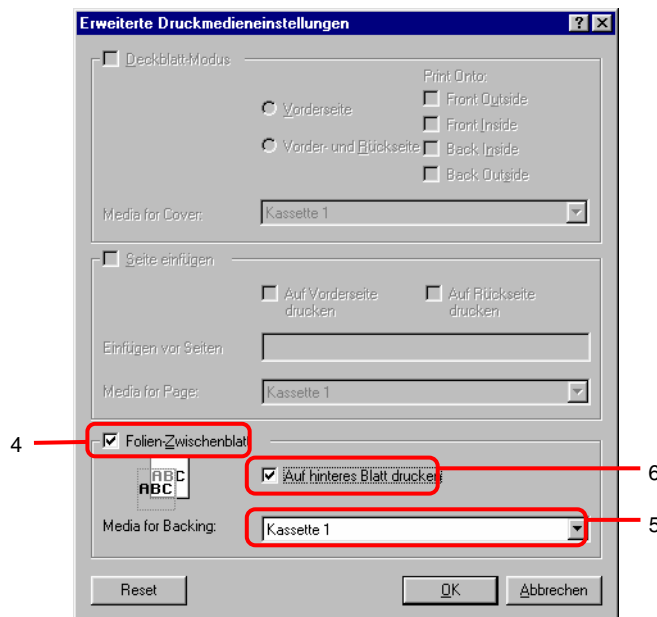 Erweiterte Druckmedieneinstellungen
Deckblatt-Modus
Print Onto:
Vorderseite
Front Outside
Front Inside
Vorder- und Rückseite
Back Inside
Back Outside
Media for Cover:
Kassette 1
Seite einfügen
Auf Vorderseite drucken
Auf Rückseite drucken
Einfügen vor Seiten
Media for Page:
Kassette 1
4
Folien-Zwischenblatt
ABC
ABC
Auf hinteres Blatt drucken
6
Media for Backing:
Kassette 1
5
Reset
OK
Abbrechen